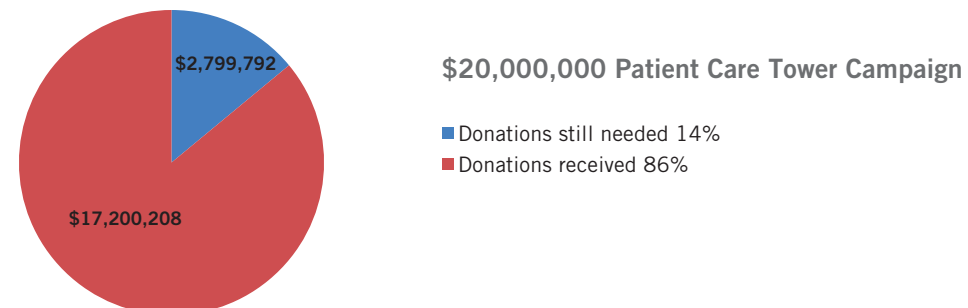 $2,799,792
$17,200,208
$20,000,000 Patient Care Tower Campaign
Donations still needed 14%
Donations received 86%